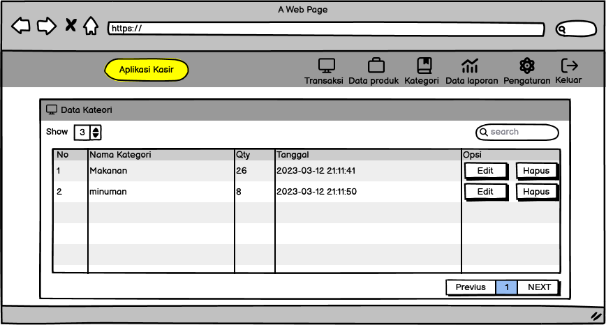 A Web Page
https://
Aplikasi Kasir
Transaksi Data produk Kategori Data laporan Pengaturan Keluar
Data Kateori
Show 3 search
No Nama Kategori Qty Tanggal Opsi
1 Makanan 26 2023-03-12 21:11:41 Edit Hapus
2 minuman 8 2023-03-12 21:11:50 Edit Hapus
Previus 1 NEXT